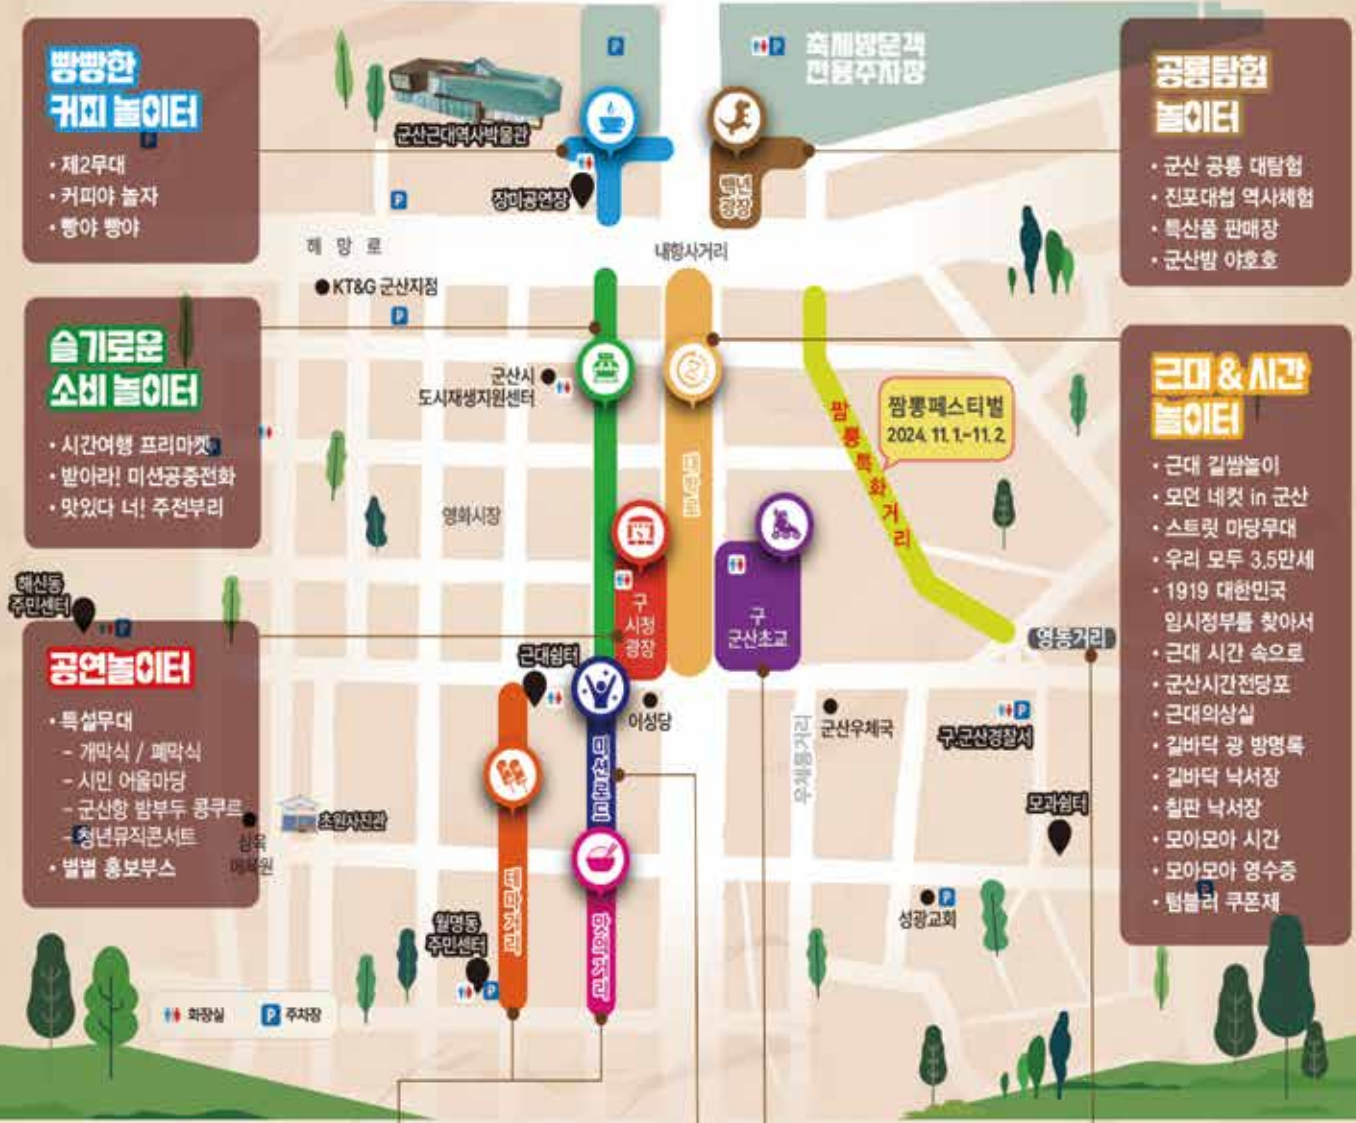 빵빵한
커피 놀이터
• 제2무대
• 커피야 놀자
• 빵야 빵야
슬기로운
소비 놀이터
• 시간여행 프리마켓
• 받아라! 미션공중전화
• 맛있다 너! 주전부리
해신동
주민센터
공연놀이터
• 특설무대
- 개막식 / 폐막식
- 시민 어울마당
- 군산항 밤부두 콩쿠르
- 청년뮤직콘서트
• 별별 홍보부스
화장실
P 주차장
P
P
축제방문객
전용주차장
군산근대역사박물관
장미공연장
백년
광장
P
해 망 로
내항사거리
KT&G 군산지점
P
군산시
도시재생지원센터
대학로
짬뽕특화거리
짬뽕페스티벌
2024. 11. 1.-11. 2.
영화시장
구
시청
광장
구
군산초교
영동거리
근대쉼터
이성당
미션로드
우체통거리
군산우체국
P
구.군산경찰서
모과쉼터
초원사진관
테마거리
맛의거리
월명동
주민센터
P
P
성광교회
공룡탐험
놀이터
• 군산 공룡 대탐험
• 진포대첩 역사체험
• 특산품 판매장
• 군산밤 야호호
근대 & 시간
놀이터
• 근대 길쌈놀이
• 모던 네컷 in 군산
• 스트릿 마당무대
• 우리 모두 3.5만세
• 1919 대한민국
임시정부를 찾아서
• 근대 시간 속으로
• 군산시간전당포
• 근대의상실
• 길바닥 광 방명록
• 길바닥 낙서장
• 칠판 낙서장
• 모아모아 시간
• 모아모아 영수증
• 텀블러 쿠폰제